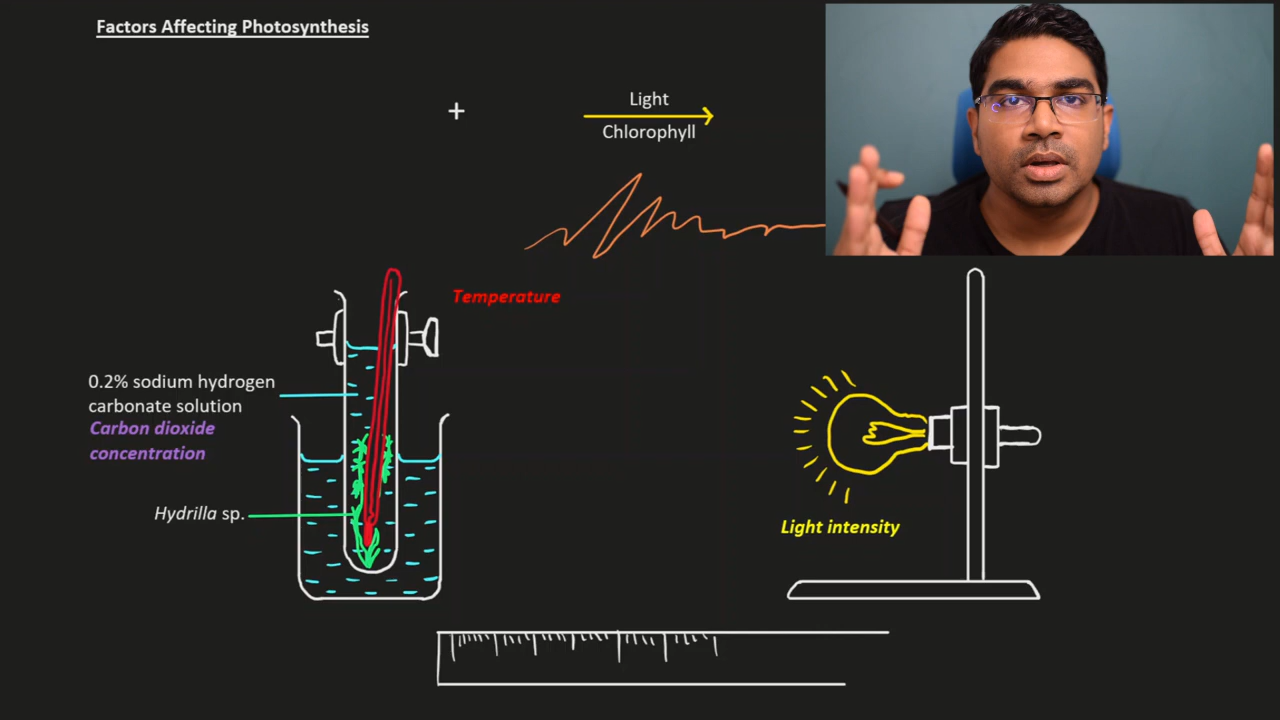 Factors Affecting Photosynthesis
+
Light
Chlorophyll
Temperature
0.2% sodium hydrogen
carbonate solution
Carbon dioxide
concentration
Hydrilla sp.
Light intensity